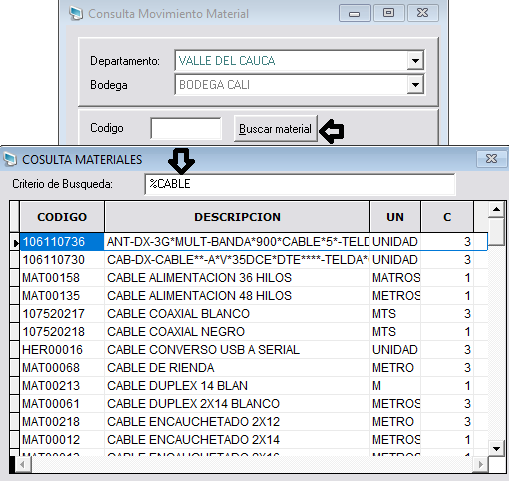 Consulta Movimiento Material
Departamento: VALLE DEL CAUCA
Bodega BODEGA CALI
Codigo Buscar material
COSULTA MATERIALES
Criterio de Busqueda: %CABLE
CODIGO DESCRIPCION UN C
106110736 ANT-DX-3G*MULT-BANDA*900*CABLE*5*-TELD UNIDAD 3
106110730 CAB-DX-CABLE**-A*V*35DCE*DTE****-TELDA* UNIDAD 3
MAT00158 CABLE ALIMENTACION 36 HILOS MATROS 1
MAT00135 CABLE ALIMENTACION 48 HILOS METROS 1
107520217 CABLE COAXIAL BLANCO MTS 3
107520218 CABLE COAXIAL NEGRO MTS 1
HER00016 CABLE CONVERSO USB A SERIAL UNIDAD 3
MAT00068 CABLE DE RIENDA METRO 3
MAT00213 CABLE DUPLEX 14 BLAN M 1
MAT00061 CABLE DUPLEX 2X14 BLANCO METROS 3
MAT00218 CABLE ENCAUCHETADO 2X12 METRO 3
MAT00012 CABLE ENCAUCHETADO 2X14 METROS 1